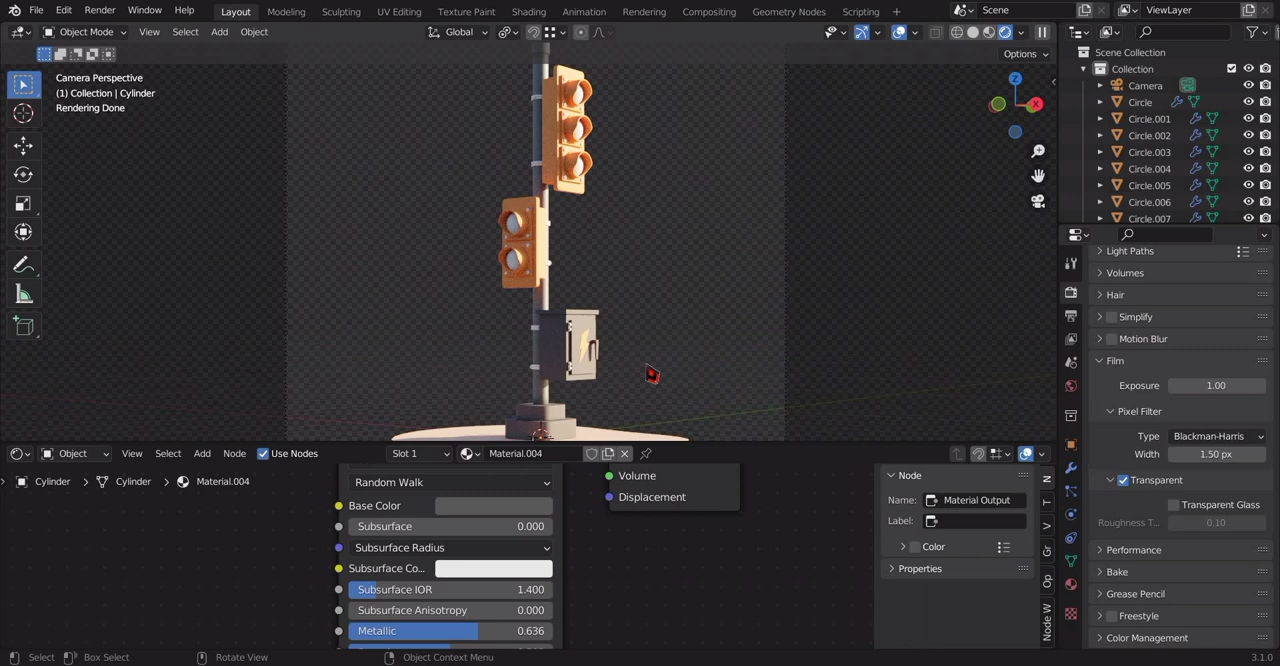 File Edit Render Window Help Layout Modeling Sculpting UV Editing Texture Paint Shading Animation Rendering Compositing Geometry Nodes Scripting + Scene ViewLayer
Object Mode View Select Add Object Global
Options
Camera Perspective
(1) Collection | Cylinder
Rendering Done
Z
X
Scene Collection
Collection
Camera
Circle
Circle.001
Circle.002
Circle.003
Circle.004
Circle.005
Circle.006
Circle.007
Light Paths
Volumes
Hair
Simplify
Motion Blur
Film
Exposure 1.00
Pixel Filter
Type Blackman-Harris
Width 1.50 px
Transparent
Transparent Glass
Roughness T... 0.10
Performance
Bake
Grease Pencil
Freestyle
Color Management
Object View Select Add Node Use Nodes Slot 1 Material.004
Cylinder > Cylinder > Material.004
Random Walk
Base Color
Subsurface 0.000
Subsurface Radius
Subsurface Co...
Subsurface IOR 1.400
Subsurface Anisotropy 0.000
Metallic 0.636
Volume
Displacement
Node
Name: Material Output
Label:
Color
Properties
N
T
V
Gr
Op
Node W
Select Box Select Rotate View Object Context Menu 3.1.0